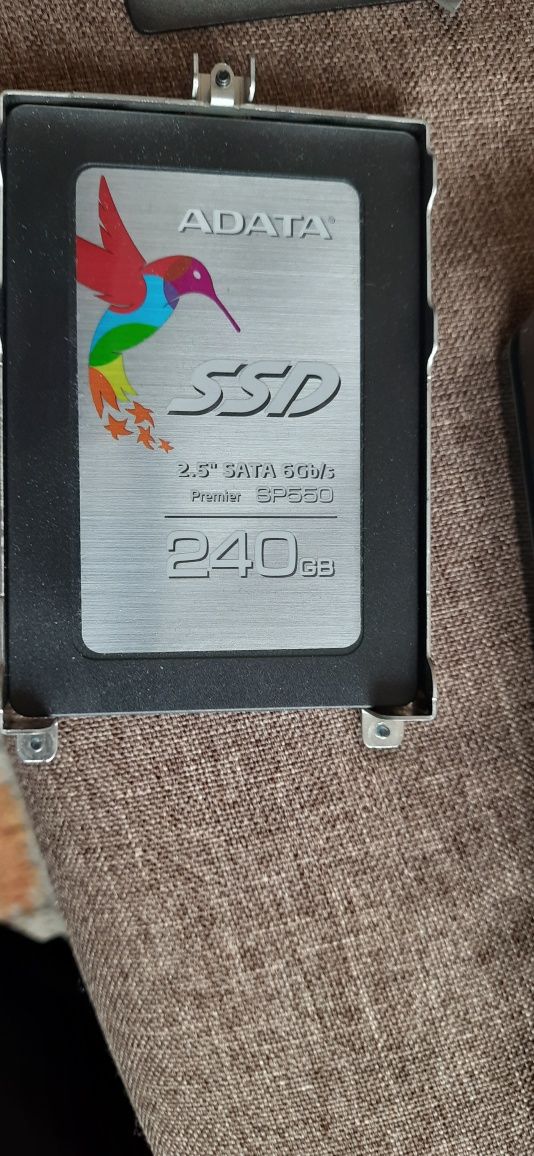 ADATA®
SSD
2.5" SATA 6Gb/s
Premier SP550
240GB